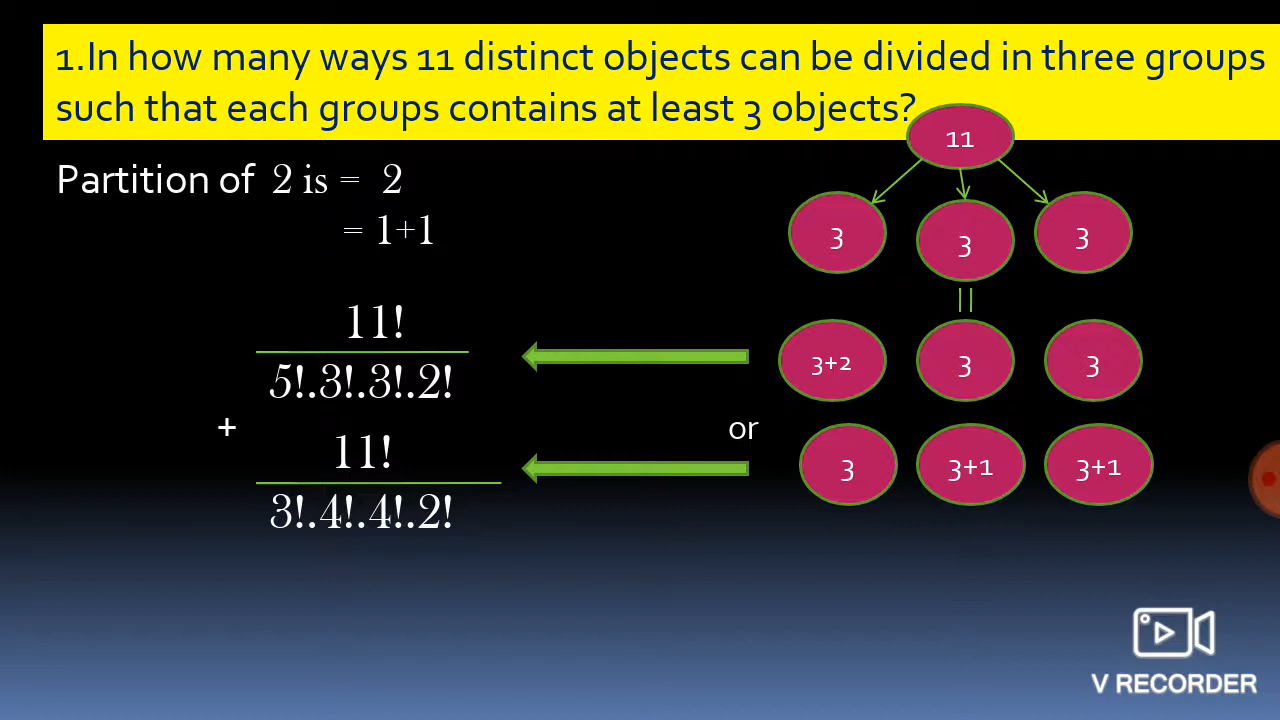 1.In how many ways 11 distinct objects can be divided in three groups
such that each groups contains at least 3 objects?
11
Partition of 2 is = 2
= 1+1
3 3 3
11!
5!.3!.3!.2!
3+2 3 3
+
or
11!
3!.4!.4!.2!
3 3+1 3+1
V RECORDER